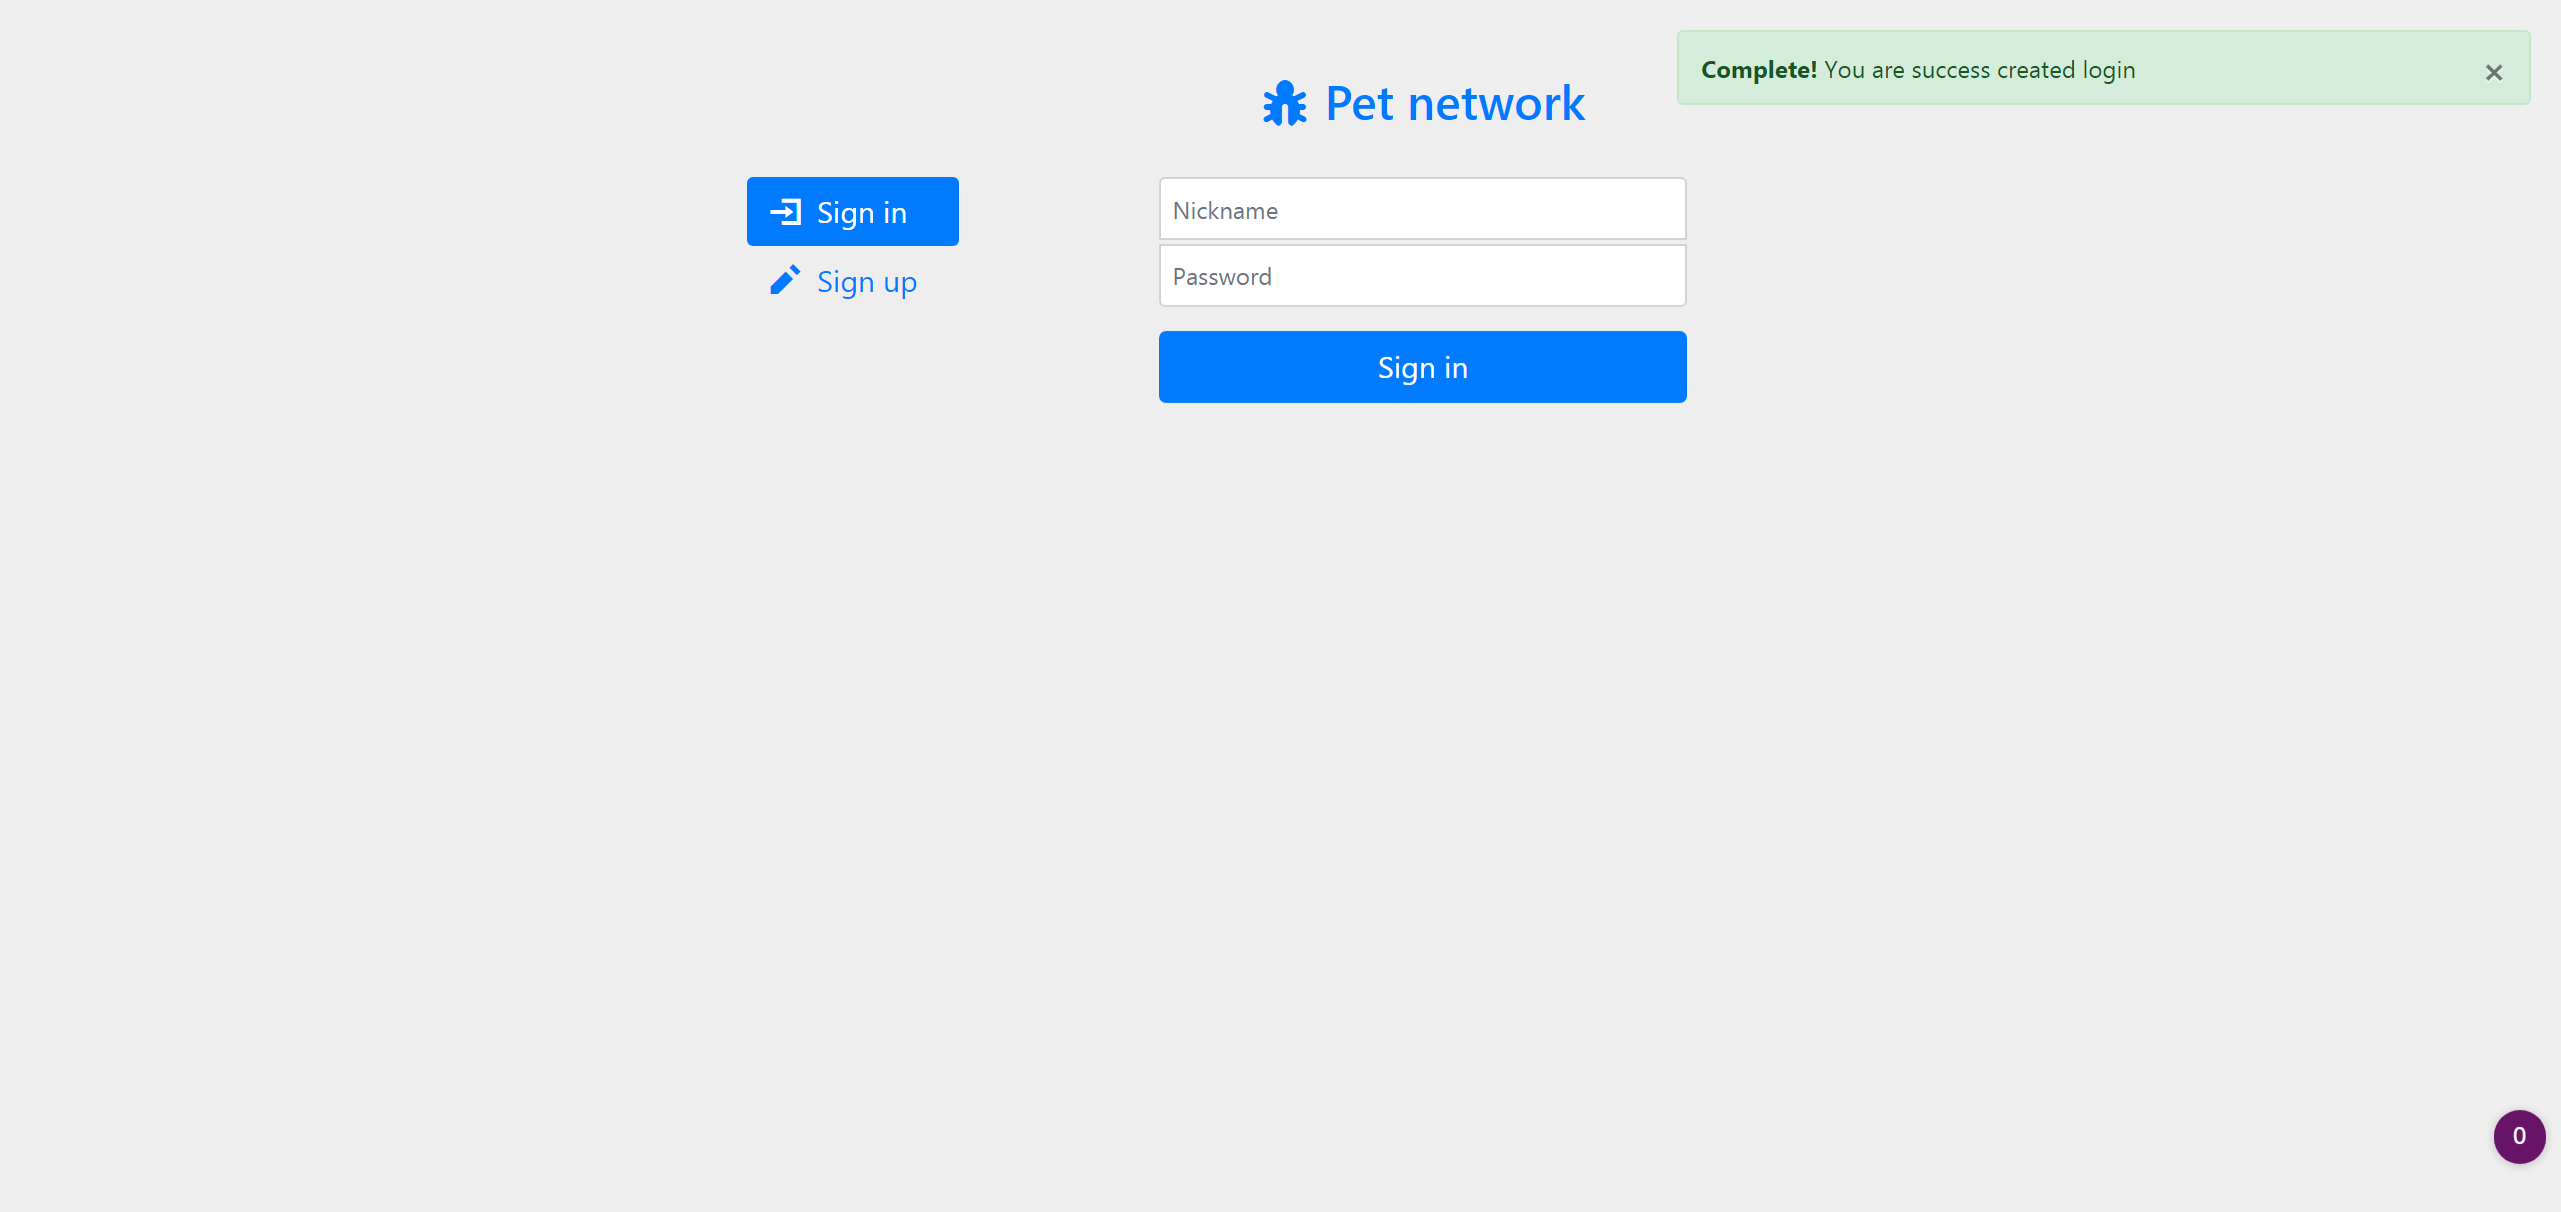 Complete! You are success created login
×
Pet network
Sign in
Sign up
Nickname
Password
Sign in
0